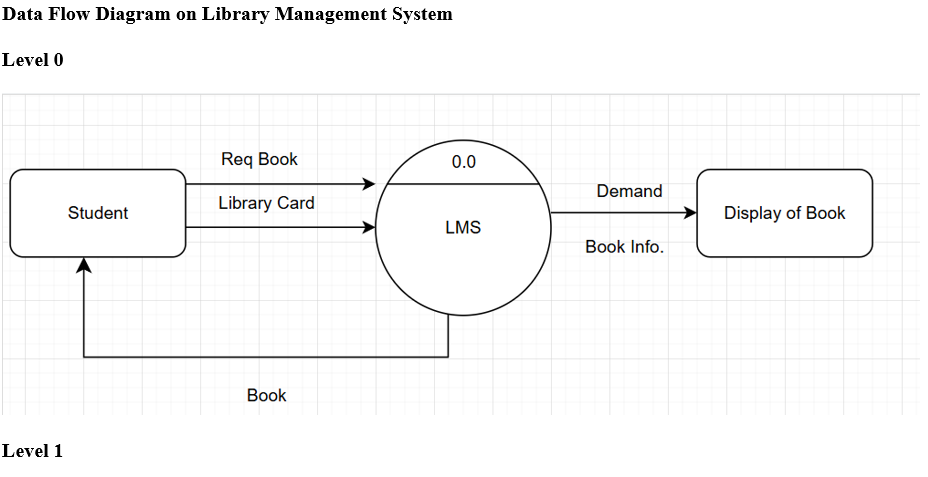 Data Flow Diagram on Library Management System
Level 0
Req Book
0.0
Library Card
Demand
Student
LMS
Display of Book
Book Info.
Book
Level 1